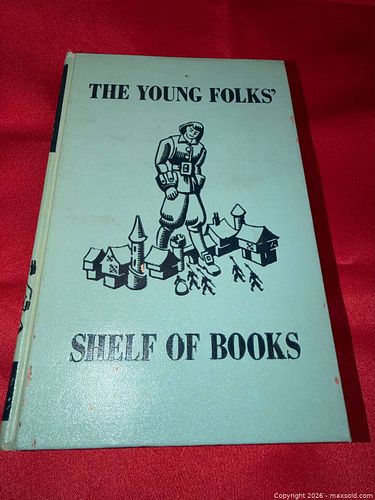 THE YOUNG FOLKS'
SHELF OF BOOKS
Copyright 2026 - maxsold.com